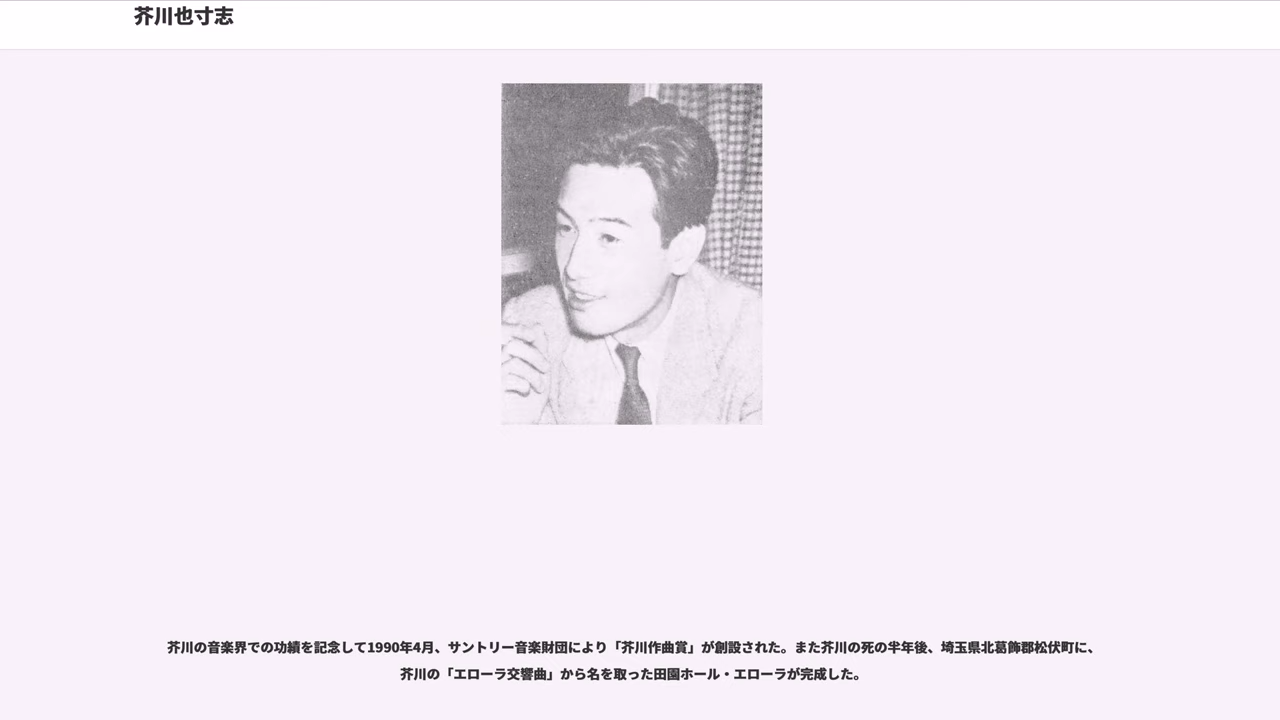 芥川也寸志
芥川の音楽界での功績を記念して1990年4月、サントリー音楽財団により「芥川作曲賞」が創設された。また芥川の死の半年後、埼玉県北葛飾郡松伏町に、
芥川の「エローラ交響曲」から名を取った田園ホール・エローラが完成した。